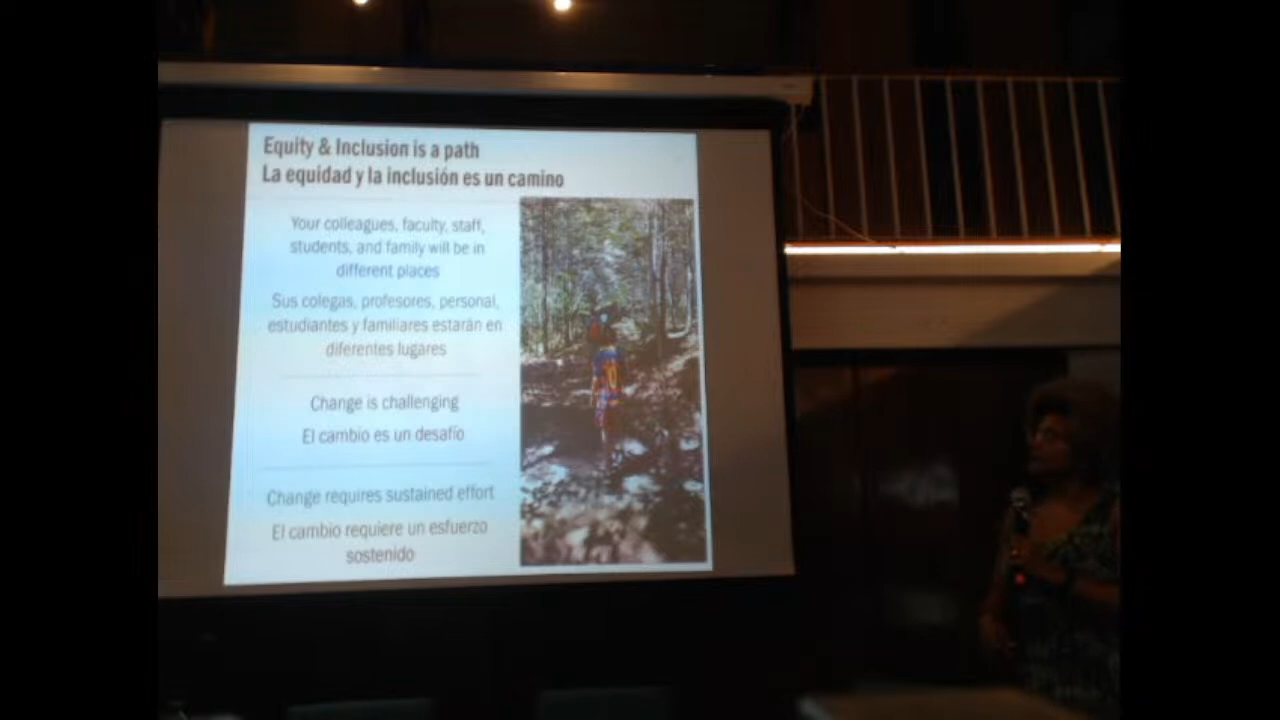 Equity & Inclusion is a path
La equidad y la inclusión es un camino
Your colleagues, faculty, staff,
students, and family will be in
different places
Sus colegas, profesores, personal,
estudiantes y familiares estarán en
diferentes lugares
Change is challenging
El cambio es un desafío
Change requires sustained effort
El cambio requiere un esfuerzo
sostenido
10